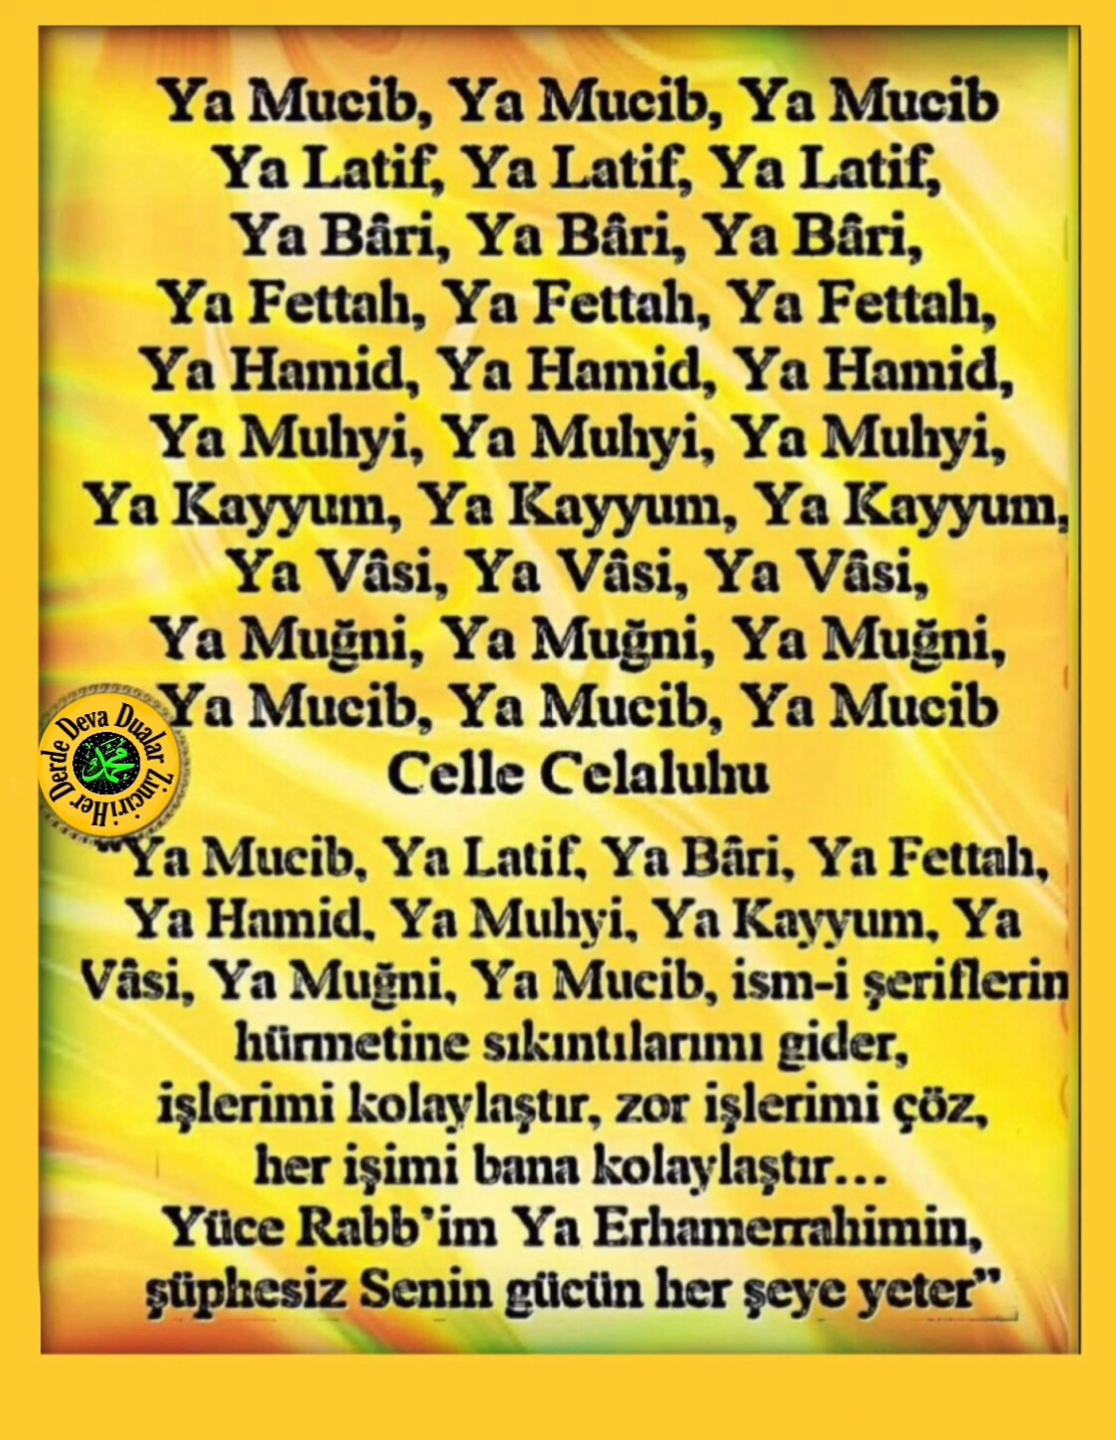 Ya Mucib, Ya Mucib, Ya Mucib
Ya Latif, Ya Latif, Ya Latif,
Ya Bâri, Ya Bâri, Ya Bâri,
Ya Fettah, Ya Fettah, Ya Fettah,
Ya Hamid, Ya Hamid, Ya Hamid,
Ya Muhyi, Ya Muhyi, Ya Muhyi,
Ya Kayyum, Ya Kayyum, Ya Kayyum,
Ya Vâsi, Ya Vâsi, Ya Vâsi,
Ya Muğni, Ya Muğni, Ya Muğni,
Ya Mucib, Ya Mucib, Ya Mucib
Celle Celaluhu
Her Derde Deva Dualar Zinciri
محمد
“Ya Mucib, Ya Latif, Ya Bâri, Ya Fettah,
Ya Hamid, Ya Muhyi, Ya Kayyum, Ya
Vâsi, Ya Muğni, Ya Mucib, ism-i şeriflerin
hürmetine sıkıntılarımı gider,
işlerimi kolaylaştır, zor işlerimi çöz,
her işimi bana kolaylaştır...
Yüce Rabb'im Ya Erhamerrahimin,
şüphesiz Senin gücün her şeye yeter”